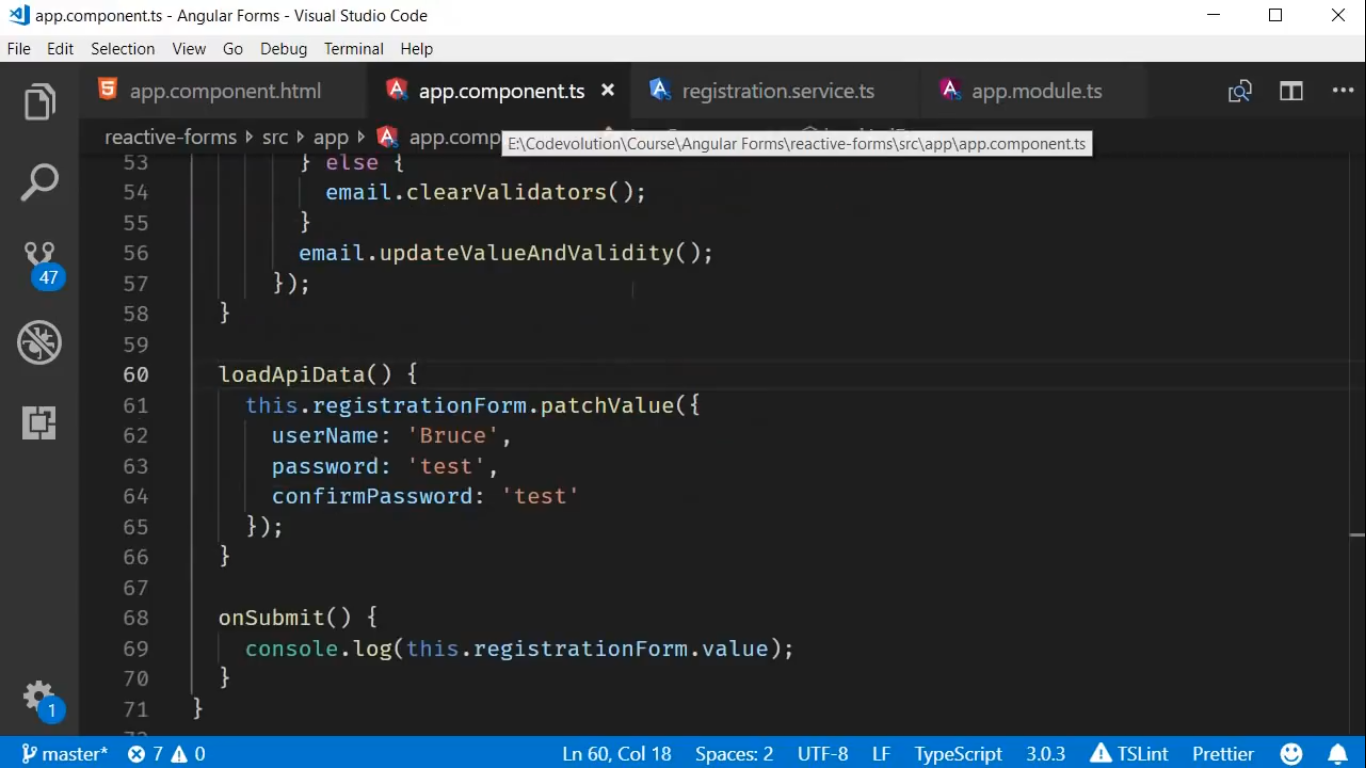 app.component.ts - Angular Forms - Visual Studio Code
File Edit Selection View Go Debug Terminal Help
app.component.html app.component.ts registration.service.ts app.module.ts
reactive-forms src app app.comp
E:\Codevolution\Course\Angular Forms\reactive-forms\src\app\app.component.ts
53 } else {
54 email.clearValidators();
55 }
56 email.updateValueAndValidity();
57 });
58 }
59
60 loadApiData() {
61 this.registrationForm.patchValue({
62 userName: 'Bruce',
63 password: 'test',
64 confirmPassword: 'test'
65 });
66 }
67
68 onSubmit() {
69 console.log(this.registrationForm.value);
70 }
71 }
47
1
master* 7 0 Ln 60, Col 18 Spaces: 2 UTF-8 LF TypeScript 3.0.3 TSLint Prettier